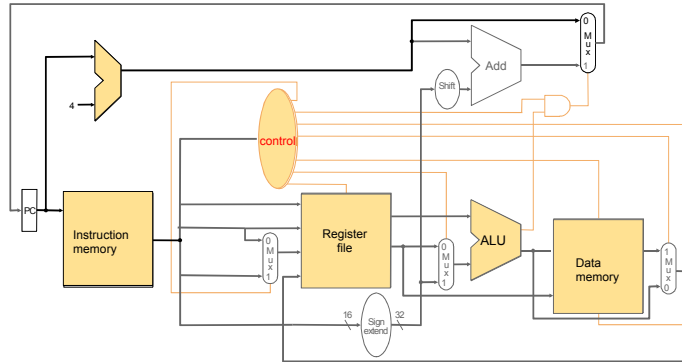 0
M
u
x
1
Add
Shift
4
control
PC
Instruction
memory
Register
file
0
M
u
x
1
0
M
u
x
1
ALU
Data
memory
1
M
u
x
0
16
Sign
extend
32